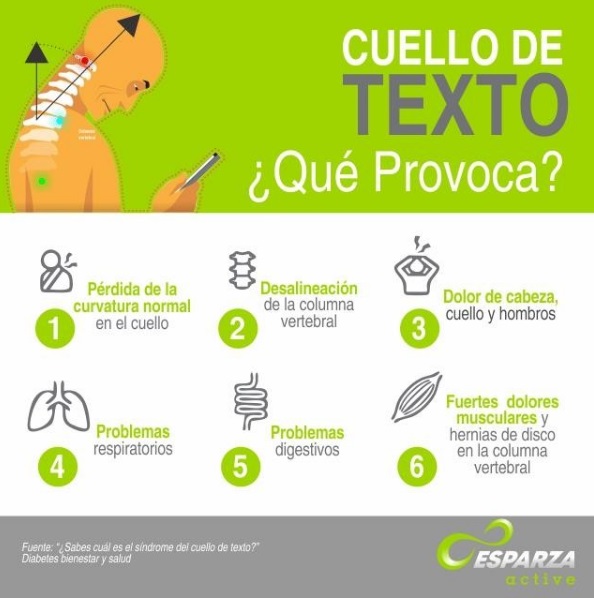 CUELLO DE
TEXTO
¿Qué Provoca?
1
Pérdida de la
curvatura normal
en el cuello
2
Desalineación
de la columna
vertebral
3
Dolor de cabeza,
cuello y hombros
4
Problemas
respiratorios
5
Problemas
digestivos
6
Fuertes dolores
musculares y
hernias de disco
en la columna
vertebral
Fuente: "¿Sabes cuál es el síndrome del cuello de texto?"
Diabetes bienestar y salud
ESPARZA
active